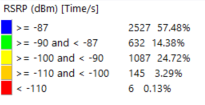 RSRP (dBm) [Time/s]
>= -87 2527 57.48%
>= -90 and < -87 632 14.38%
>= -100 and < -90 1087 24.72%
>= -110 and < -100 145 3.29%
< -110 6 0.13%